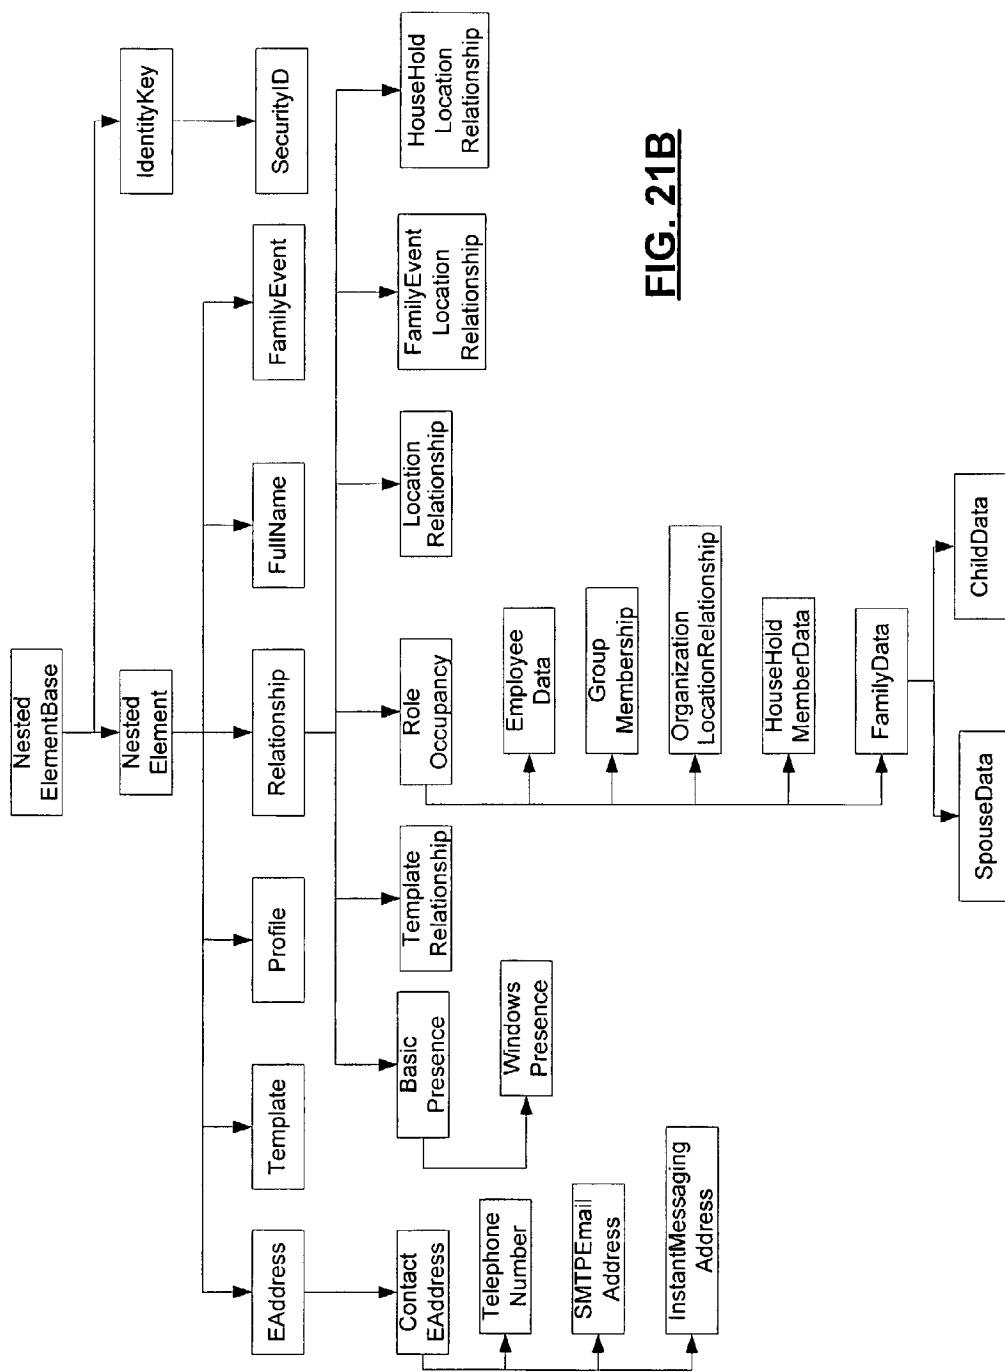 Nested
ElementBase
Nested
Element
IdentityKey
EAddress
Template
Profile
Relationship
FullName
FamilyEvent
SecurityID
Contact
EAddress
Basic
Presence
Template
Relationship
Role
Occupancy
Location
Relationship
FamilyEvent
Location
Relationship
HouseHold
Location
Relationship
Telephone
Number
SMTPEmail
Address
InstantMessaging
Address
Windows
Presence
Employee
Data
Group
Membership
Organization
LocationRelationship
HouseHold
MemberData
FamilyData
SpouseData
ChildData
FIG. 21B